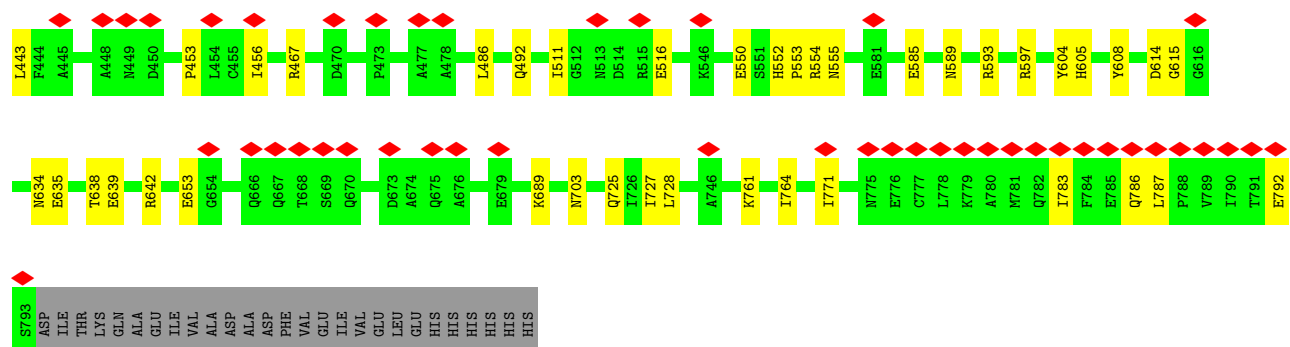 L443 F444 A445 A448 N449 D450 P453 L454 C455 I456 R467 D470 P473 A477 A478 L486 Q492 I511 G512 N513 D514 R515 E516 K546 E550 S551 H552 P553 R554 N555 E581 E585 N589 R593 R597 Y604 H605 Y608 D614 G615 G616
N634 E635 T638 E639 R642 E653 G654 Q666 Q667 T668 S669 Q670 D673 A674 Q675 A676 E679 K689 N703 Q725 I726 I727 L728 A746 K761 I764 I771 N775 E776 C777 L778 K779 A780 M781 Q782 I783 F784 E785 Q786 L787 P788 V789 I790 T791 E792
S793 ASP ILE THR LYS GLN ALA GLU ILE VAL ALA ASP ALA ASP PHE VAL GLU ILE VAL GLU LEU GLU HIS HIS HIS HIS HIS HIS